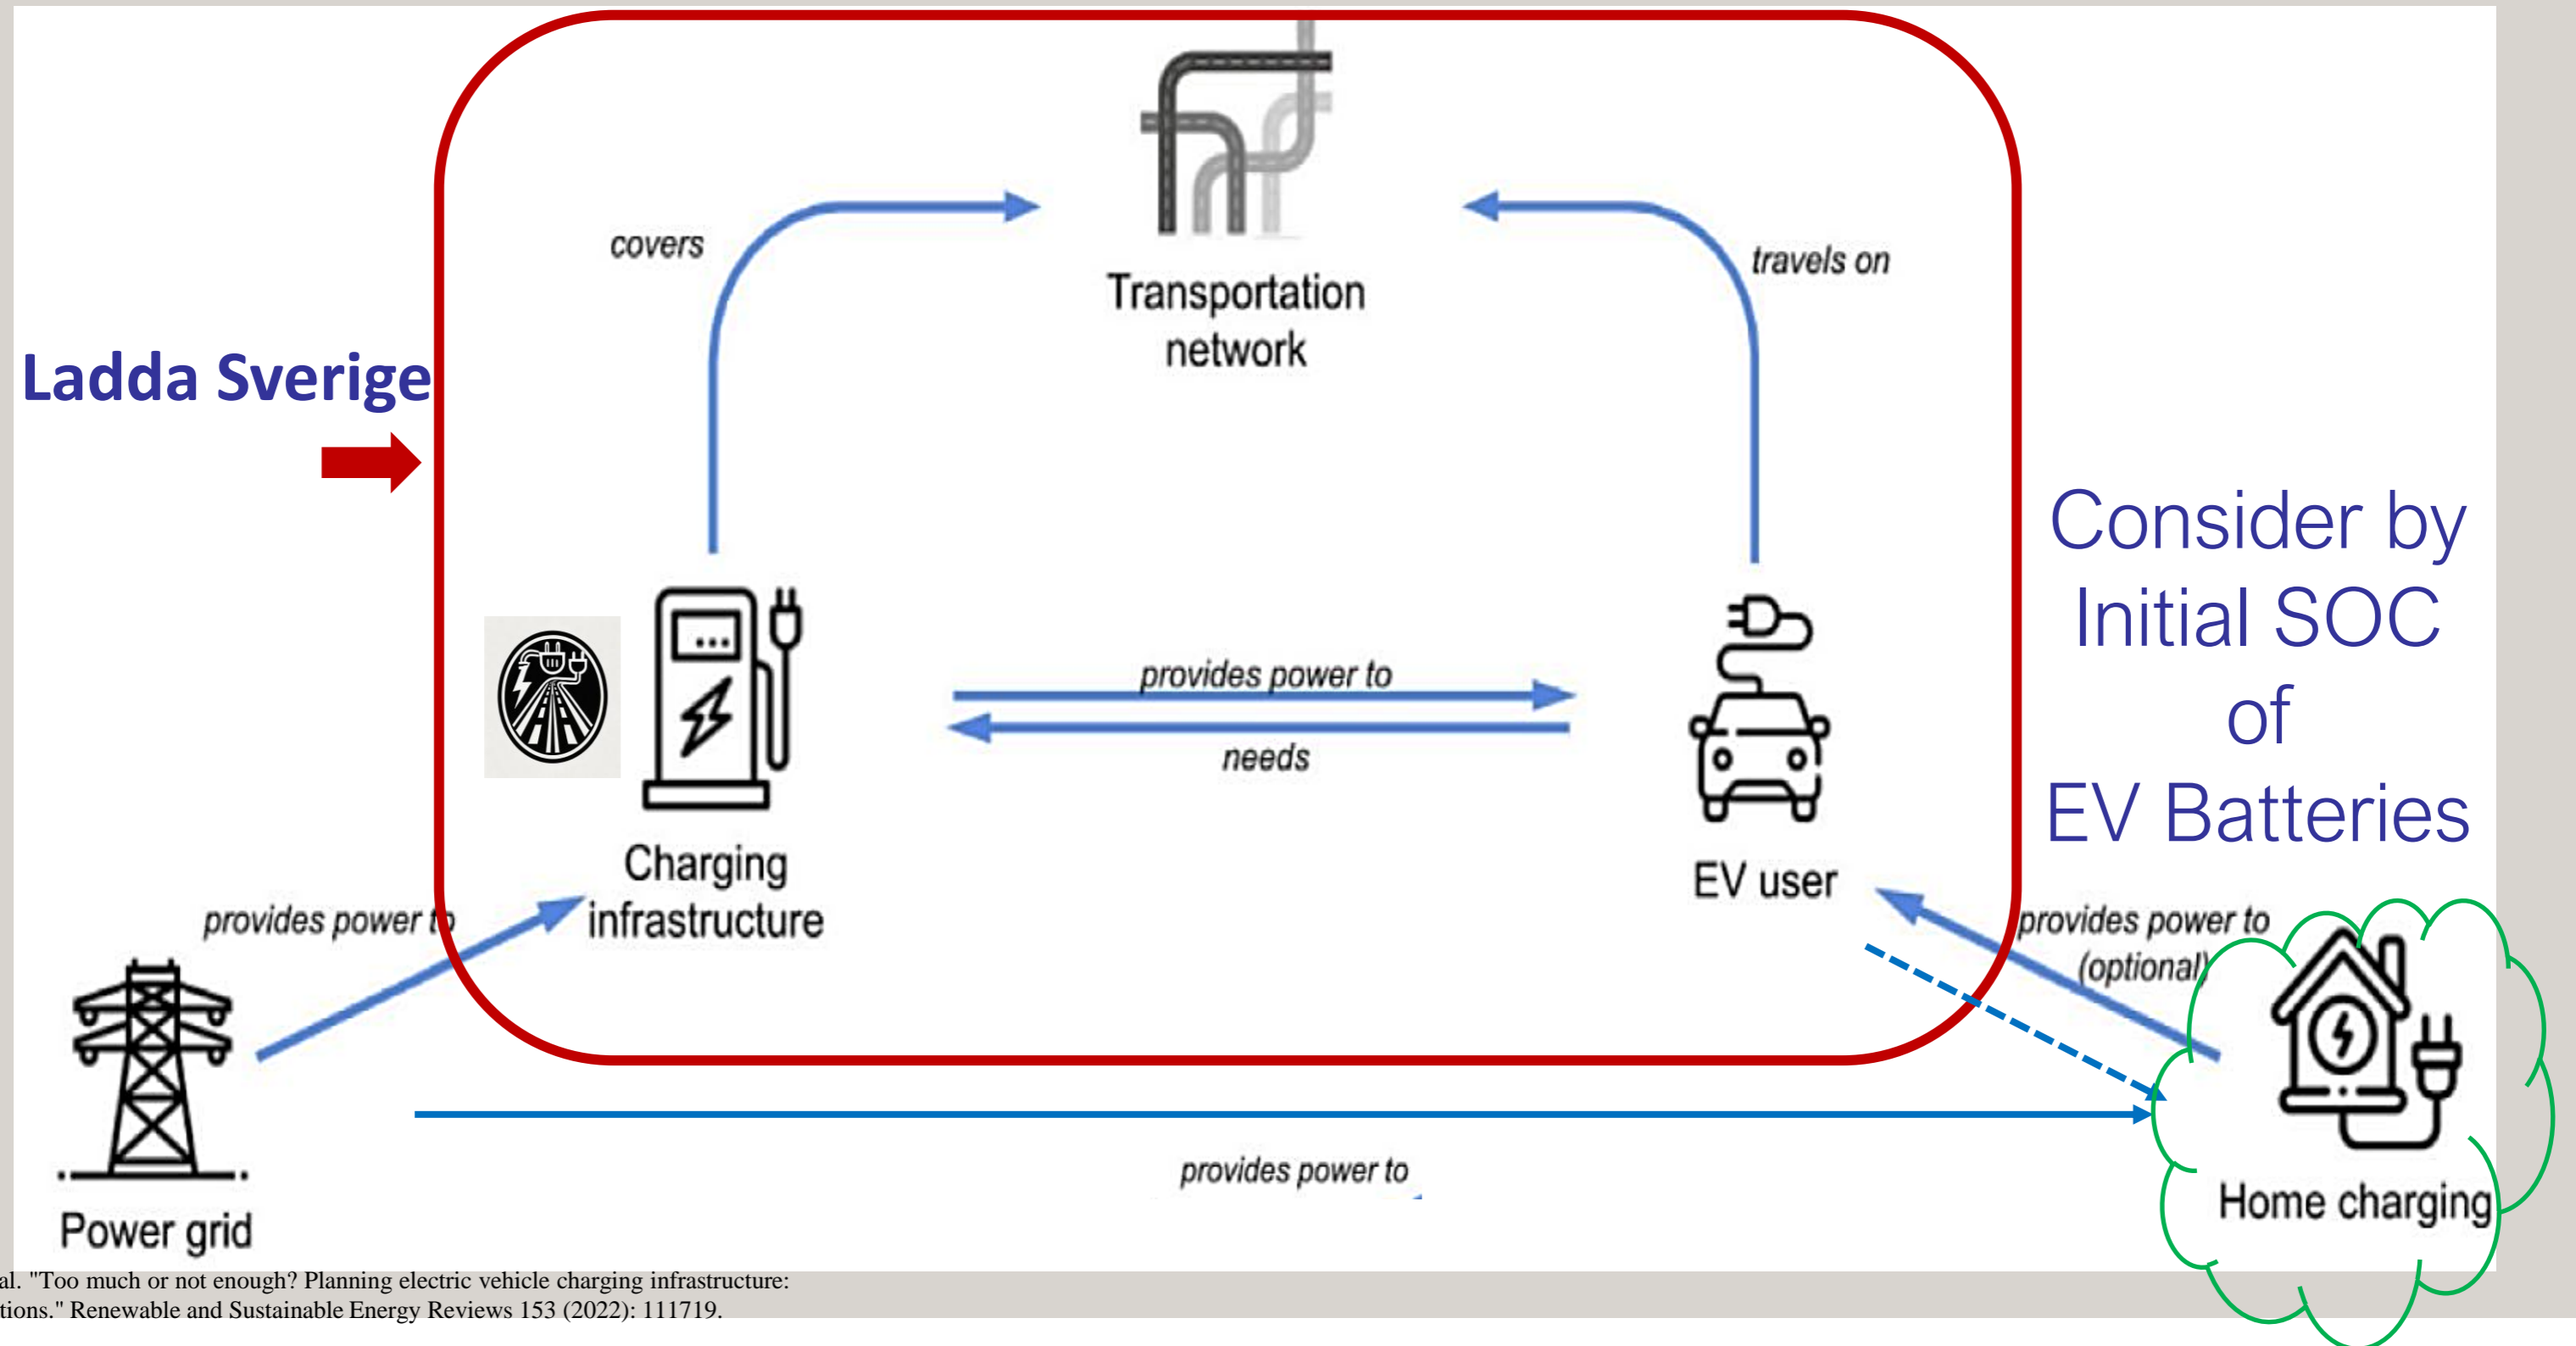 Transportation
network
covers
travels on
Ladda Sverige
Consider by
Initial SOC
of
EV Batteries
provides power to
needs
Charging
infrastructure
EV user
provides power to
provides power to
(optional)
provides power to
Power grid
Home charging
al. "Too much or not enough? Planning electric vehicle charging infrastructure:
tions." Renewable and Sustainable Energy Reviews 153 (2022): 111719.